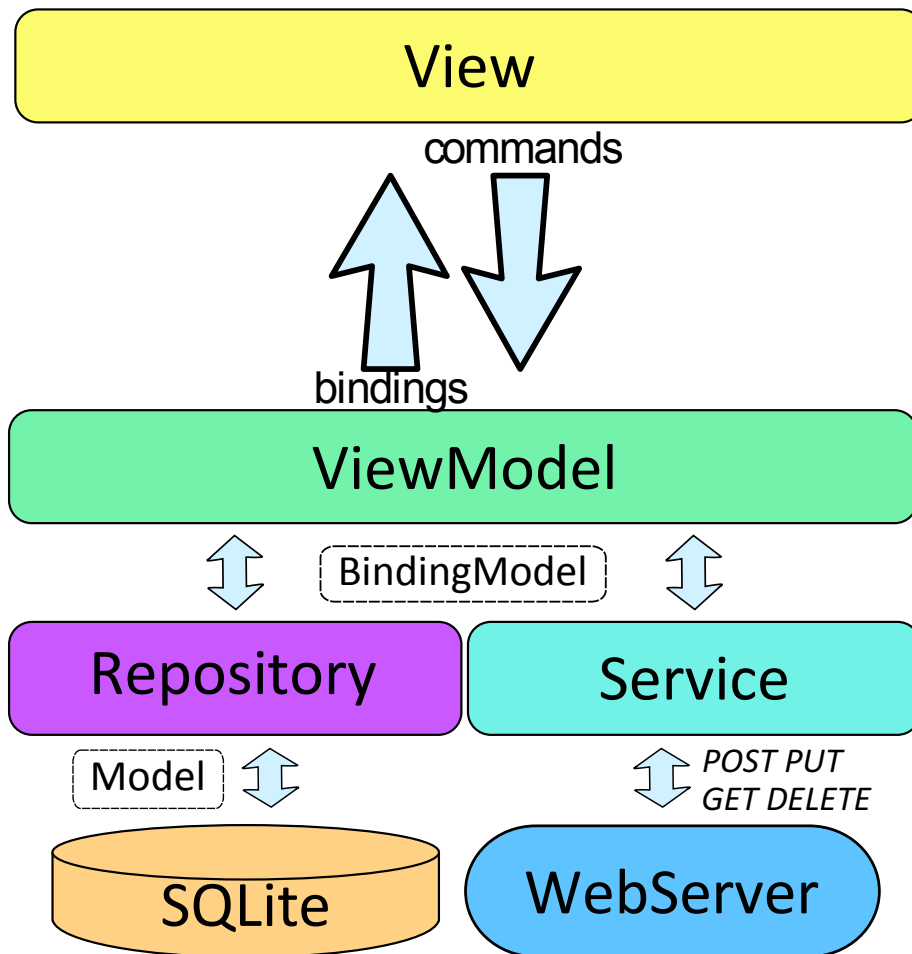 View
commands
bindings
ViewModel
BindingModel
Repository
Service
Model
POST PUT
GET DELETE
SQLite
WebServer